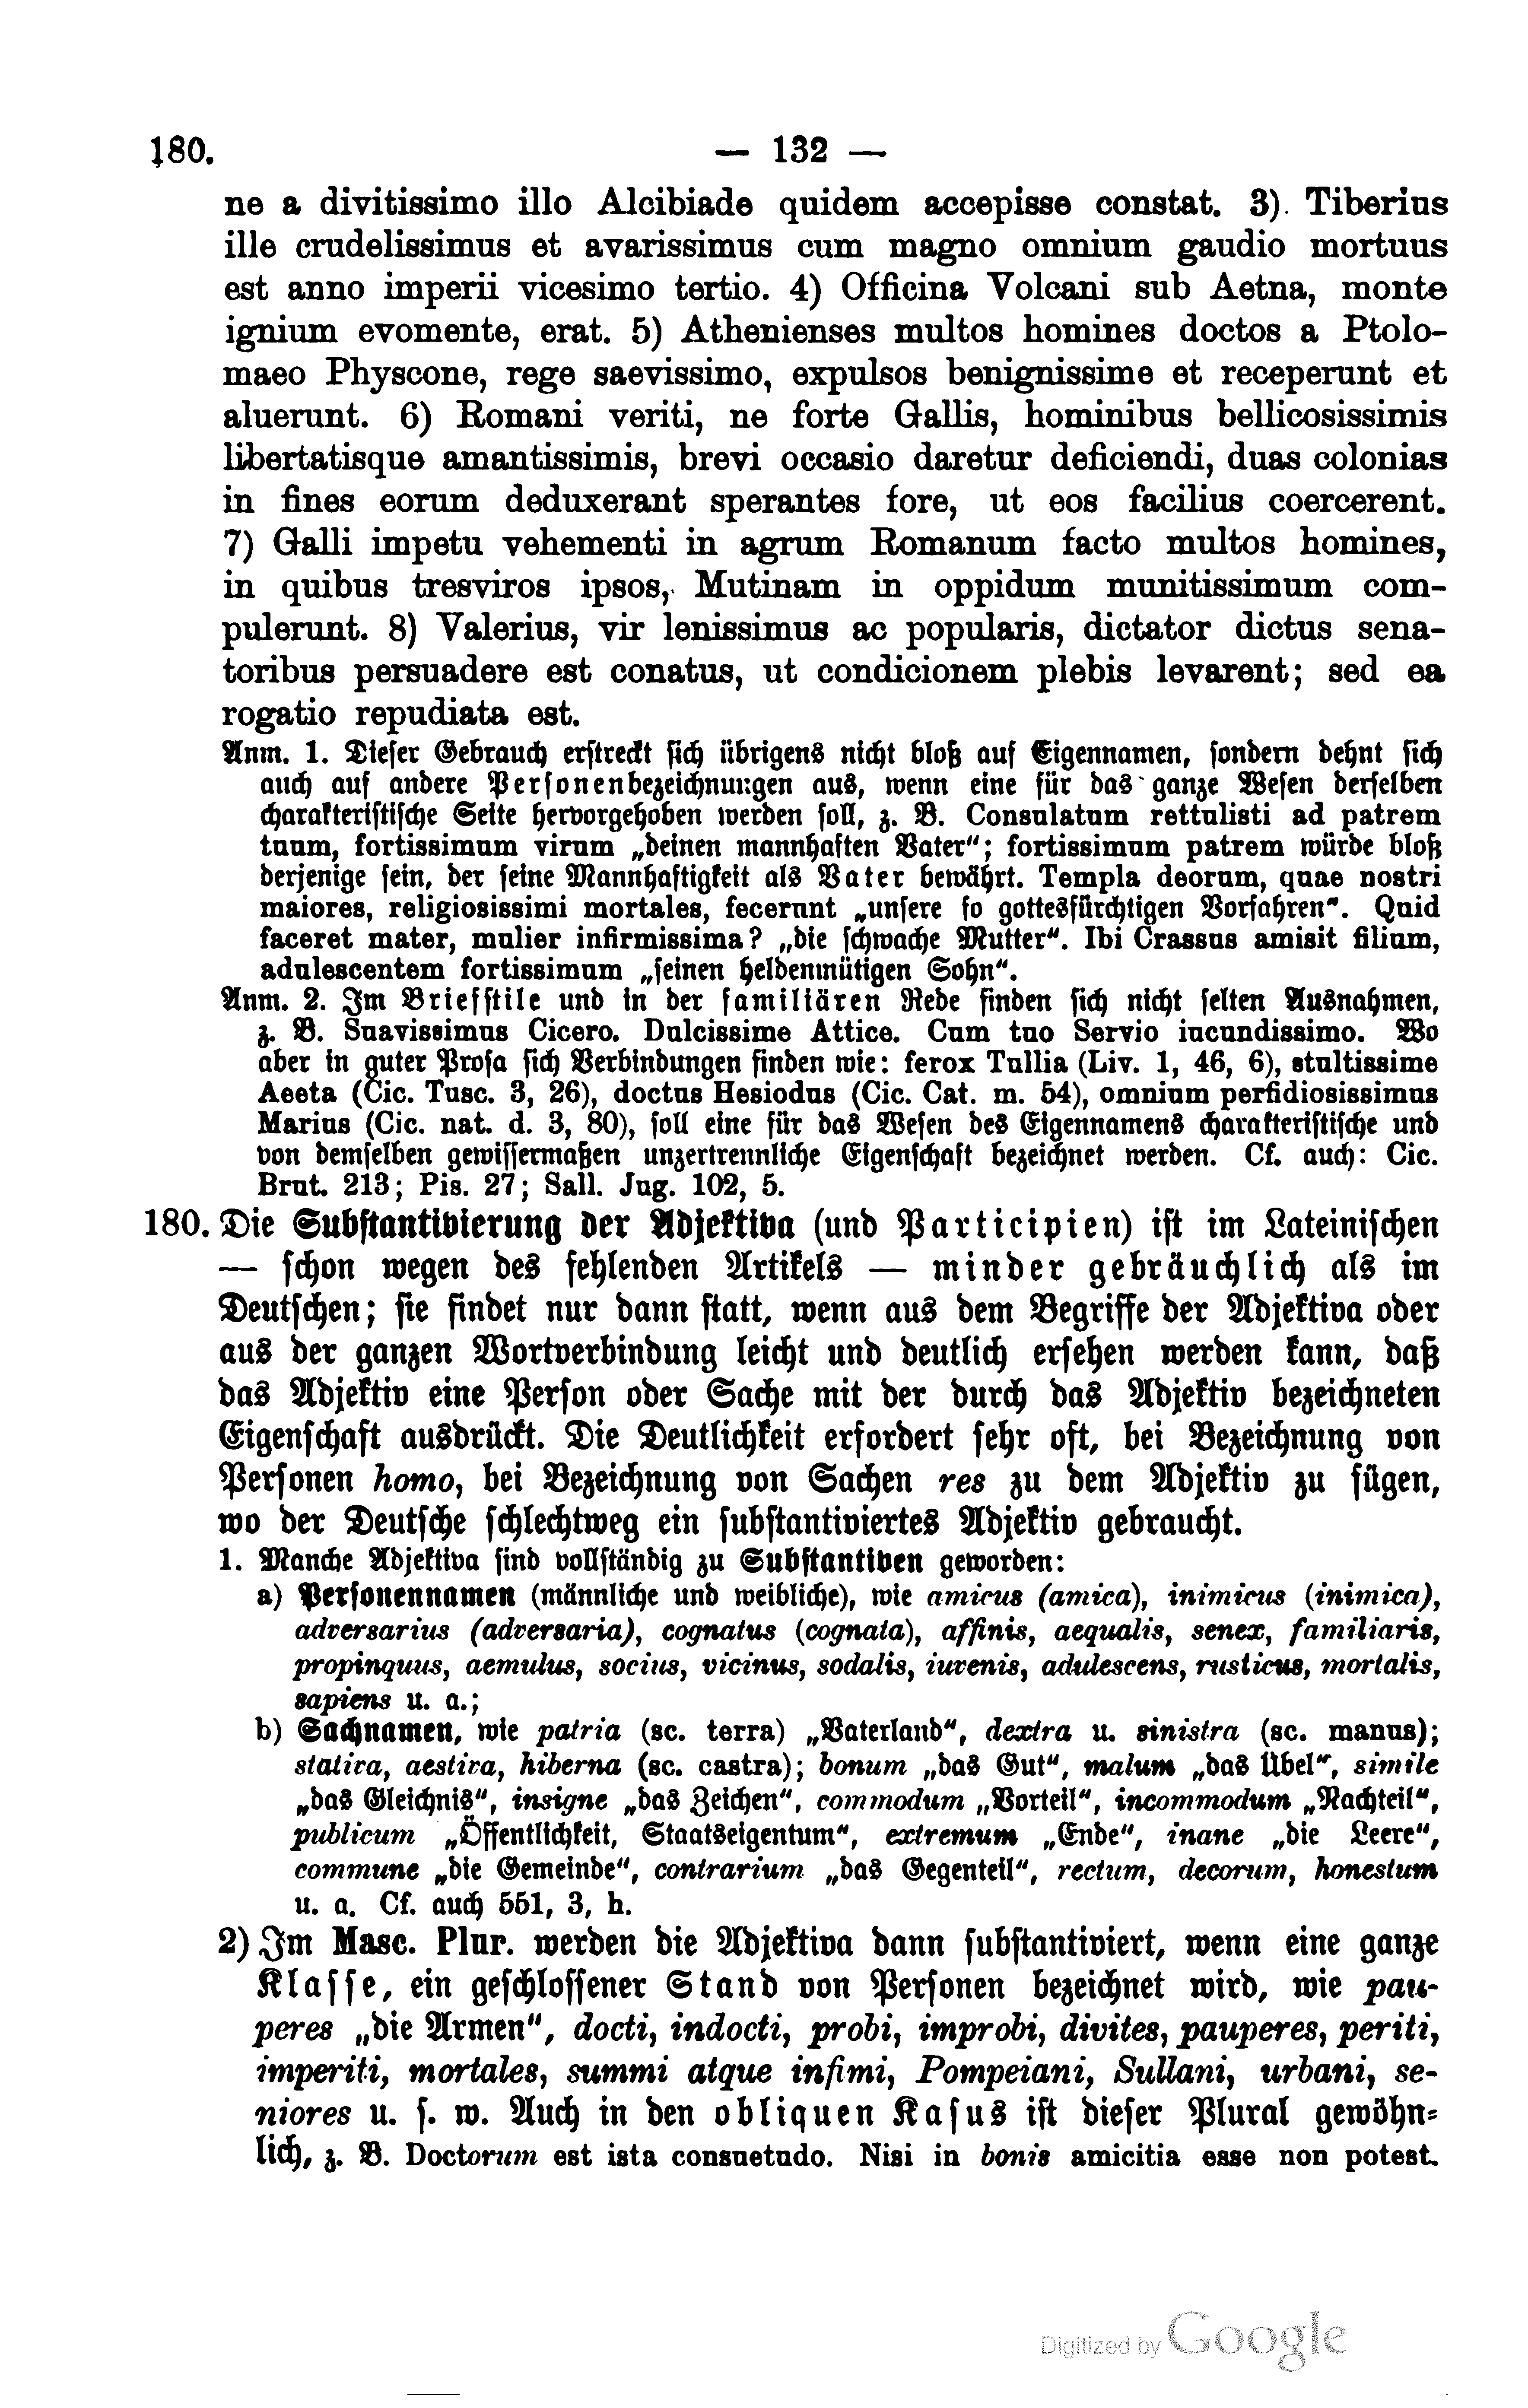 180.
— 132 —
ne a divitissimo illo Alcibiade quidem accepisse constat. 3) Tiberius
ille crudelissimus et avarissimus cum magno omnium gaudio mortuus
est anno imperii vicesimo tertio. 4) Officina Volcani sub Aetna, monte
ignium evomente, erat. 5) Athenienses multos homines doctos a Ptolo-
maeo Physcone, rege saevissimo, expulsos benignissime et receperunt et
aluerunt. 6) Romani veriti, ne forte Gallis, hominibus bellicosissimis
libertatisque amantissimis, brevi occasio daretur deficiendi, duas colonias
in fines eorum deduxerant sperantes fore, ut eos facilius coercerent.
7) Galli impetu vehementi in agrum Romanum facto multos homines,
in quibus tresviros ipsos, Mutinam in oppidum munitissimum com-
pulerunt. 8) Valerius, vir lenissimus ac popularis, dictator dictus sena-
toribus persuadere est conatus, ut condicionem plebis levarent; sed ea
rogatio repudiata est.
Anm. 1. Dieſer Gebrauch erſtreckt ſich übrigens nicht bloß auf Eigennamen, ſondern dehnt ſich
auch auf andere Perſonenbezeichnungen aus, wenn eine für das ganze Weſen derſelben
charakteriſtiſche Seite hervorgehoben werden ſoll, z. B. Consulatum rettulisti ad patrem
tuum, fortissimum virum „deinen mannhaften Vater“; fortissimum patrem würde bloß
derjenige ſein, der ſeine Mannhaftigkeit als Vater bewährt. Templa deorum, quae nostri
maiores, religiosissimi mortales, fecerunt „unſere ſo gottesfürchtigen Vorfahren“. Quid
faceret mater, mulier infirmissima? „die ſchwache Mutter“. Ibi Crassus amisit filium,
adulescentem fortissimum „ſeinen heldenmütigen Sohn“.
Anm. 2. Im Briefſtile und in der familiären Rede finden ſich nicht ſelten Ausnahmen,
z. B. Suavissimus Cicero. Dulcissime Attice. Cum tuo Servio iucundissimo. Wo
aber in guter Proſa ſich Verbindungen finden wie: ferox Tullia (Liv. 1, 46, 6), stultissime
Aeeta (Cic. Tusc. 3, 26), doctus Hesiodus (Cic. Cat. m. 54), omnium perfidiosissimus
Marius (Cic. nat. d. 3, 80), ſoll eine für das Weſen des Eigennamens charakteriſtiſche und
von demſelben gewiſſermaßen unzertrennliche Eigenſchaft bezeichnet werden. Cf. auch: Cic.
Brut. 213; Pis. 27; Sall. Jug. 102, 5.
180. Die Subſtantivierung der Adjektiva (und Participien) iſt im Lateiniſchen
— ſchon wegen des fehlenden Artikels — minder gebräuchlich als im
Deutſchen; ſie findet nur dann ſtatt, wenn aus dem Begriffe der Adjektiva oder
aus der ganzen Wortverbindung leicht und deutlich erſehen werden kann, daß
das Adjektiv eine Perſon oder Sache mit der durch das Adjektiv bezeichneten
Eigenſchaft ausdrückt. Die Deutlichkeit erfordert ſehr oft, bei Bezeichnung von
Perſonen homo, bei Bezeichnung von Sachen res zu dem Adjektiv zu fügen,
wo der Deutſche ſchlechtweg ein ſubſtantiviertes Adjektiv gebraucht.
1. Manche Adjektiva ſind vollſtändig zu Subſtantiven geworden:
a) Perſonennamen (männliche und weibliche), wie amicus (amica), inimicus (inimica),
adversarius (adversaria), cognatus (cognata), affinis, aequalis, senex, familiaris,
propinquus, aemulus, socius, vicinus, sodalis, iuvenis, adulescens, rusticus, mortalis,
sapiens u. a.;
b) Sachnamen, wie patria (sc. terra) „Vaterland“, dextra u. sinistra (sc. manus);
stativa, aestiva, hiberna (sc. castra); bonum „das Gut“, malum „das Übel“, simile
„das Gleichnis“, insigne „das Zeichen“, commodum „Vorteil“, incommodum „Nachteil“,
publicum „Öffentlichkeit, Staatseigentum“, extremum „Ende“, inane „die Leere“,
commune „die Gemeinde“, contrarium „das Gegenteil“, rectum, decorum, honestum
u. a. Cf. auch 551, 3, h.
2) Im Masc. Plur. werden die Adjektiva dann ſubſtantiviert, wenn eine ganze
Klaſſe, ein geſchloſſener Stand von Perſonen bezeichnet wird, wie pau-
peres „die Armen“, docti, indocti, probi, improbi, divites, pauperes, periti,
imperiti, mortales, summi atque infimi, Pompeiani, Sullani, urbani, se-
niores u. ſ. w. Auch in den obliquen Kaſus iſt dieſer Plural gewöhn-
lich, z. B. Doctorum est ista consuetudo. Nisi in bonis amicitia esse non potest.
Digitized by Google